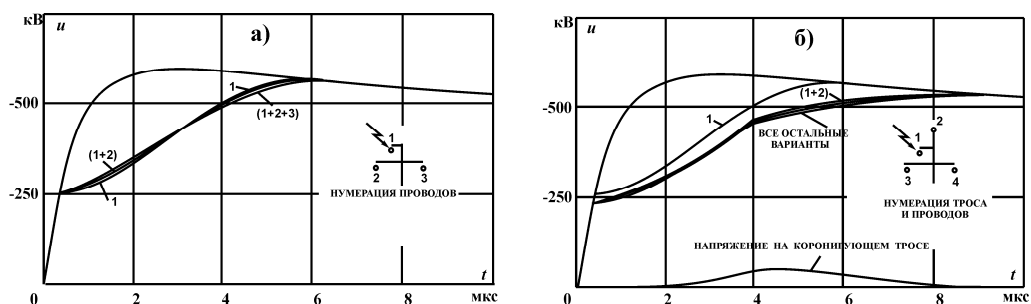 кВ
u
а)
-500
1
(1+2+3)
(1+2)
1
1
2
3
НУМЕРАЦИЯ ПРОВОДОВ
-250
t
0
2
4
6
8
мкс
кВ
u
б)
-500
(1+2)
1
ВСЕ ОСТАЛЬНЫЕ
ВАРИАНТЫ
2
1
3
4
НУМЕРАЦИЯ ТРОСА
И ПРОВОДОВ
-250
НАПРЯЖЕНИЕ НА КОРОНИРУЮЩЕМ ТРОСЕ
t
0
2
4
6
8
мкс